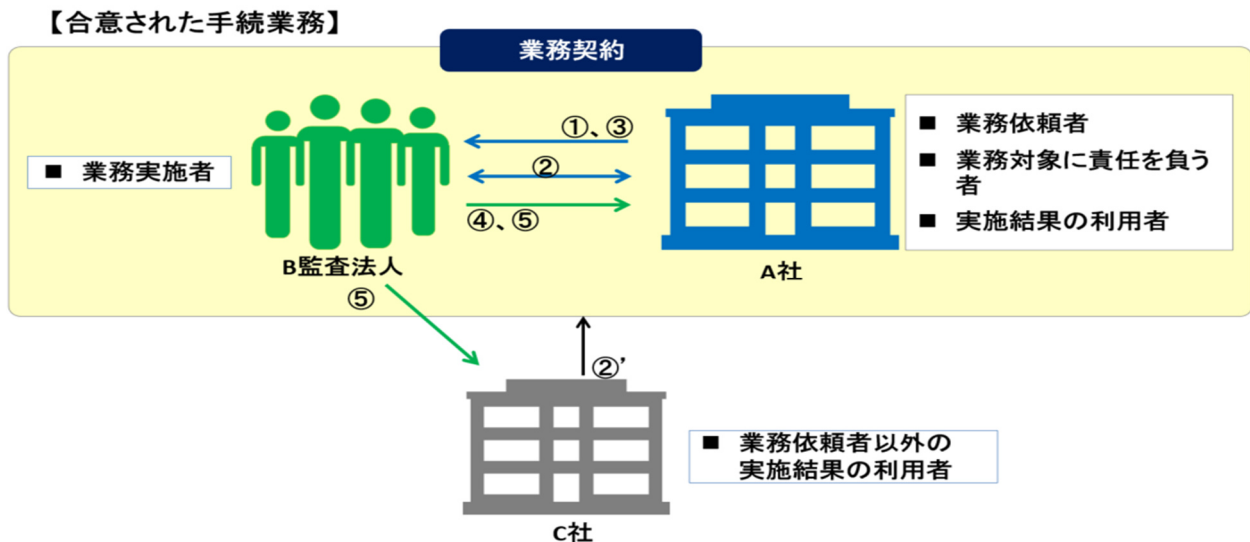 【合意された手続業務】
業務契約
①、③
②
④、⑤
■ 業務実施者
B監査法人
A社
■ 業務依頼者
■ 業務対象に責任を負う
者
■ 実施結果の利用者
⑤
②'
C社
■ 業務依頼者以外の
実施結果の利用者